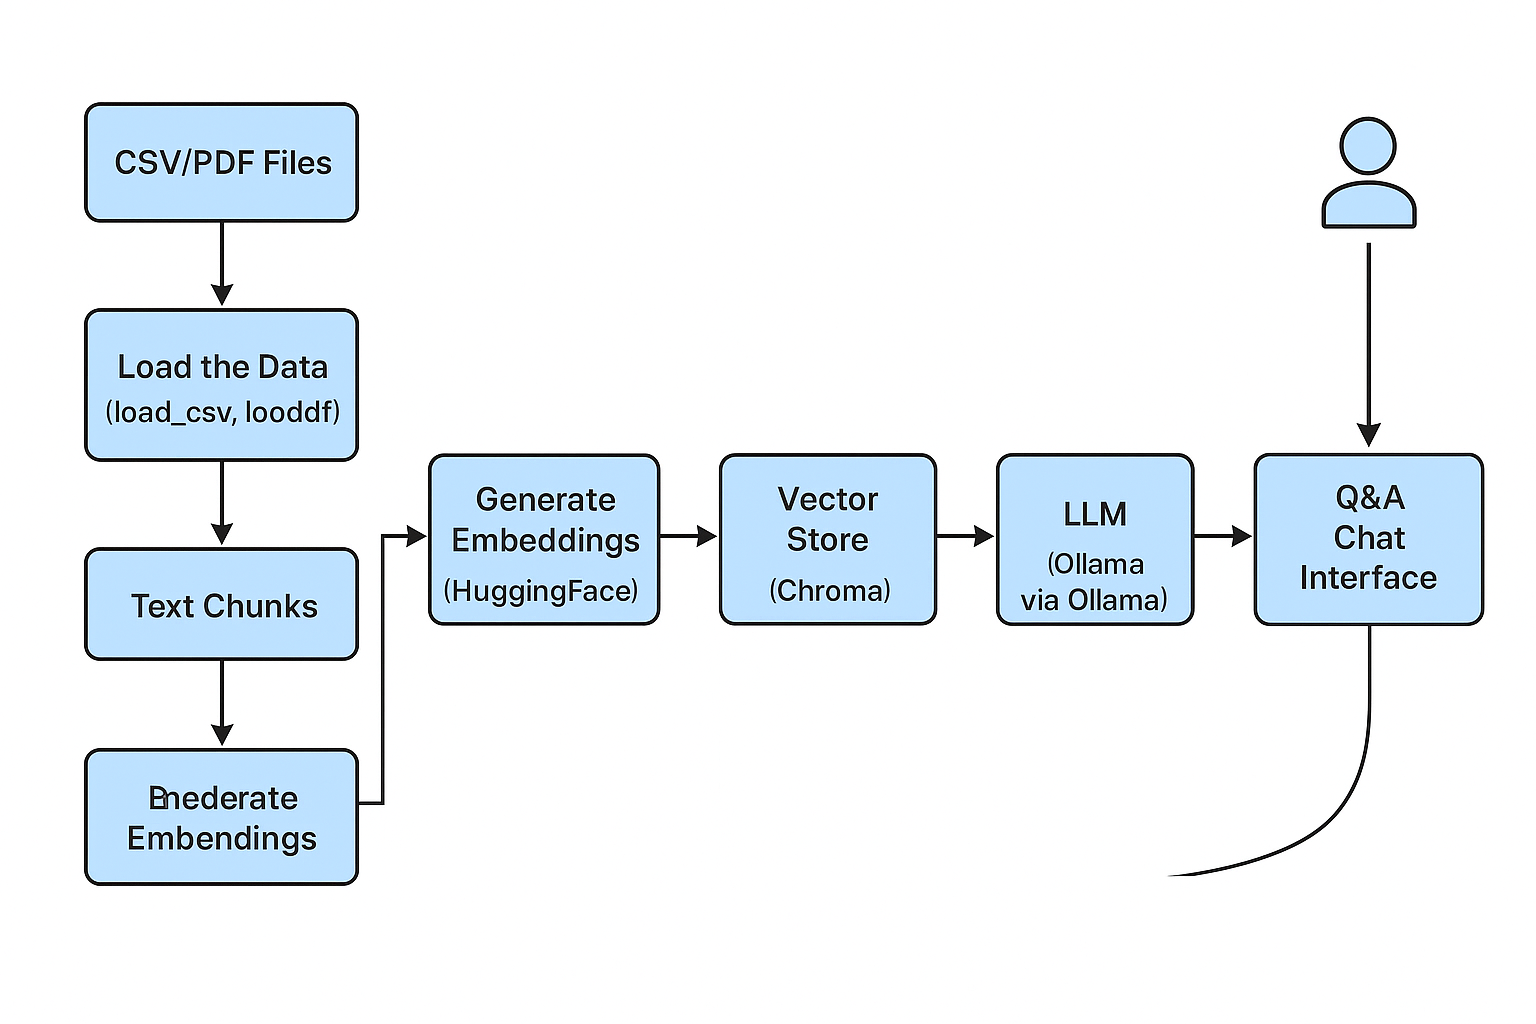 CSV/PDF Files
Load the Data
(load_csv, looddf)
Text Chunks
Embendings
Generate
Embeddings
(HuggingFace)
Vector
Store
(Chroma)
LLM
(Ollama
via Ollama)
Q&A
Chat
Interface